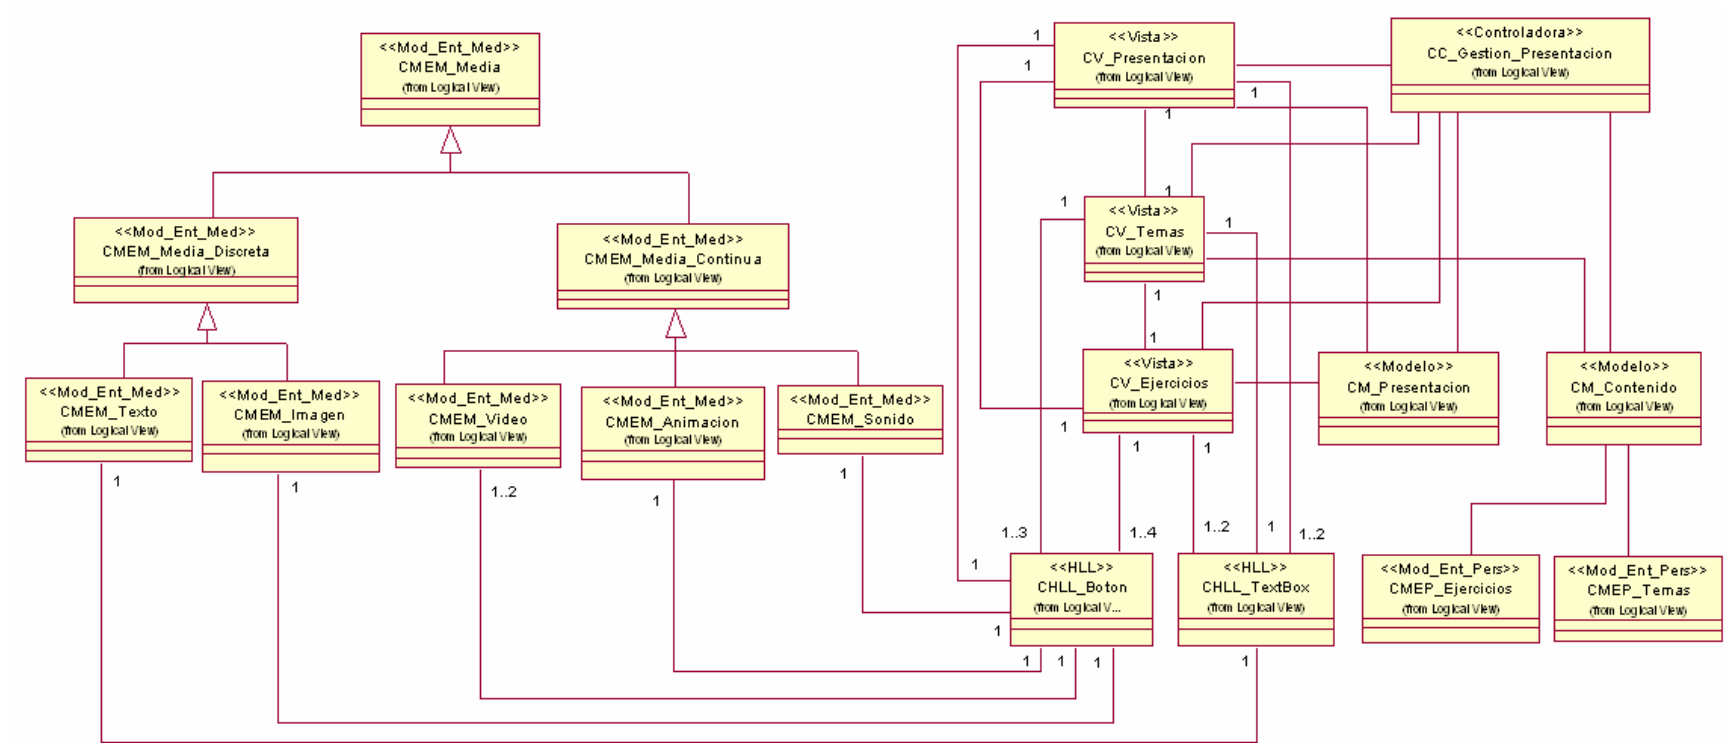 <<Mod_Ent_Med>>
CMEM_Media
(from Logical View)
<<Vista>>
CV_Presentacion
(from Logical View)
<<Controladora>>
CC_Gestion_Presentacion
(from Logical View)
1
1
1
1
<<Mod_Ent_Med>>
CMEM_Media_Discreta
(from Logical View)
<<Mod_Ent_Med>>
CMEM_Media_Continua
(from Logical View)
1
1
1
<<Vista>>
CV_Temas
(from Logical View)
1
1
<<Mod_Ent_Med>>
CMEM_Texto
(from Logical View)
<<Mod_Ent_Med>>
CMEM_Imagen
(from Logical View)
<<Mod_Ent_Med>>
CMEM_Video
(from Logical View)
<<Mod_Ent_Med>>
CMEM_Animacion
(from Logical View)
<<Mod_Ent_Med>>
CMEM_Sonido
<<Vista>>
CV_Ejercicios
(from Logical View)
<<Modelo>>
CM_Presentacion
(from Logical View)
<<Modelo>>
CM_Contenido
(from Logical View)
1
1
1..2
1
1
1
1
1
1..3
1..4
1..2
1
1..2
1
<<HLL>>
CHLL_Boton
(from Logical V...
<<HLL>>
CHLL_TextBox
(from Logical View)
<<Mod_Ent_Pers>>
CMEP_Ejercicios
(from Logical View)
<<Mod_Ent_Pers>>
CMEP_Temas
(from Logical View)
1
1
1
1
1